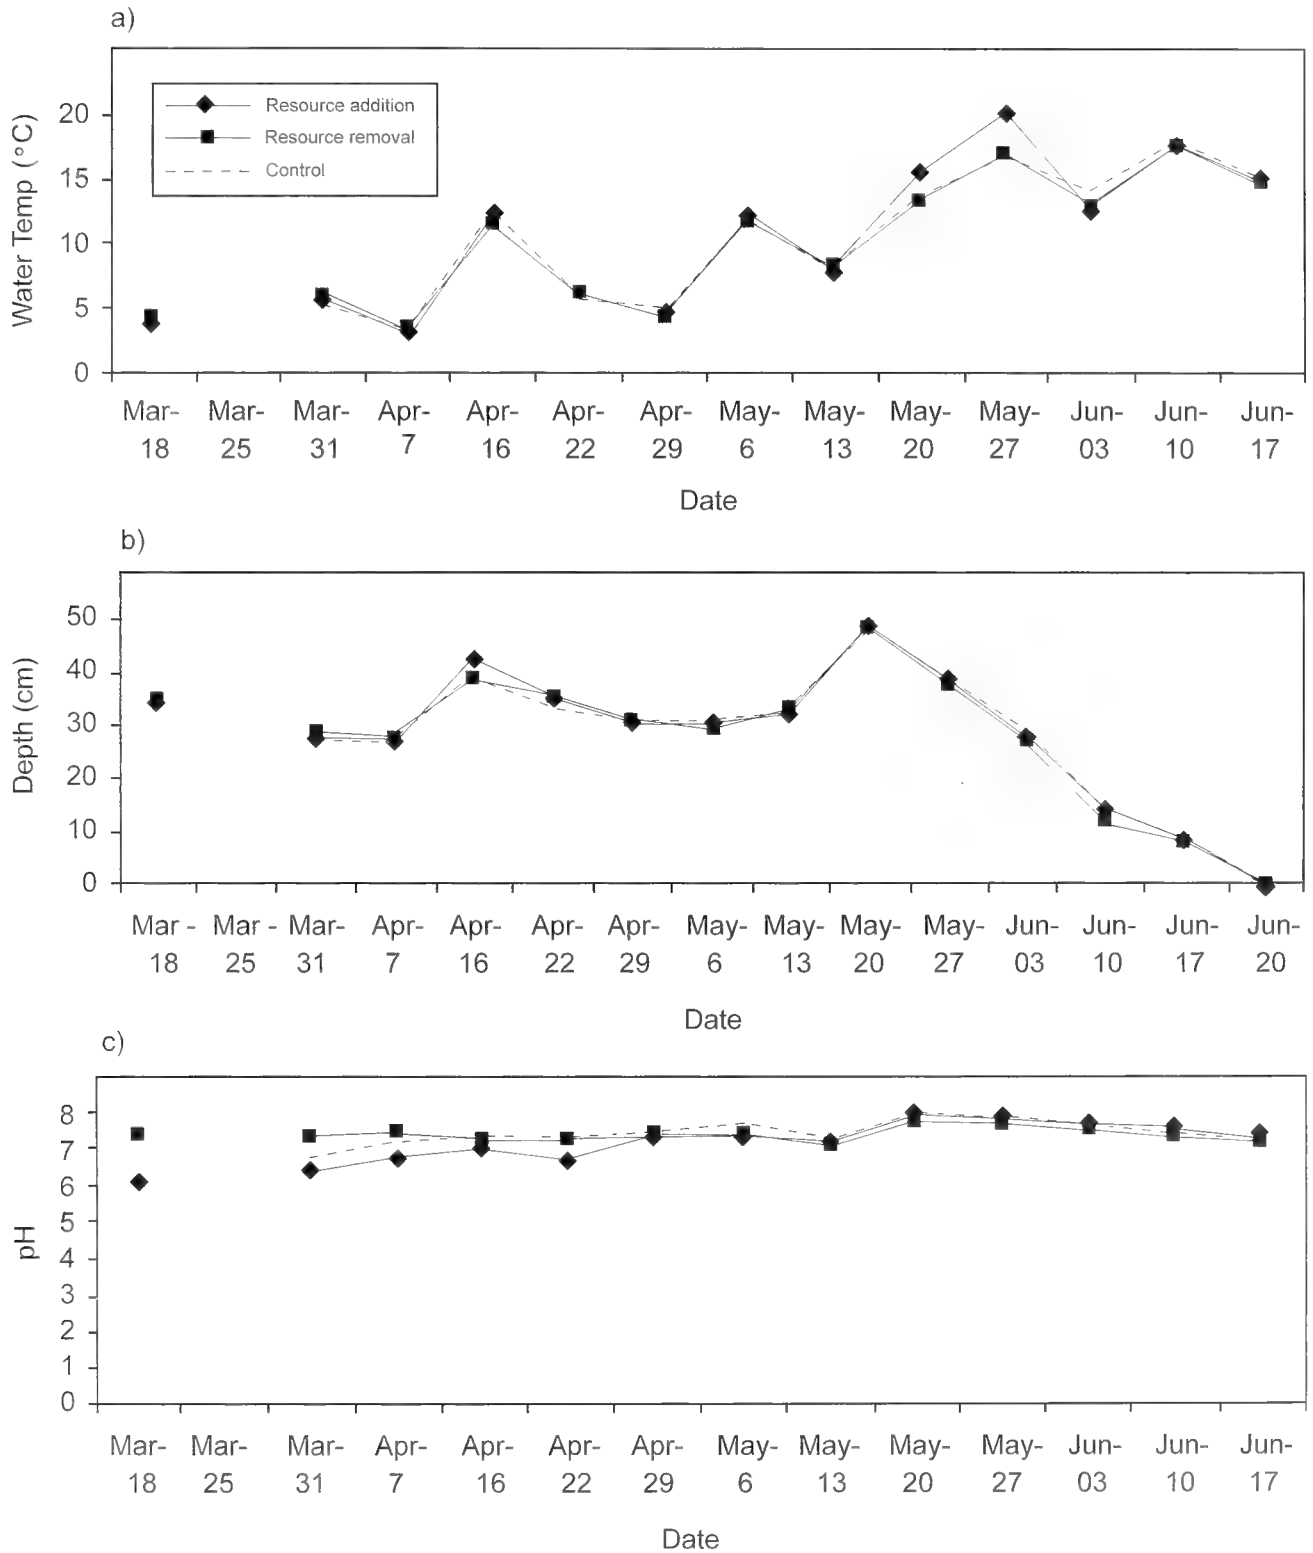 a)
Water Temp (°C)
20
15
10
5
0
Resource addition
Resource removal
Control
Mar- Mar- Mar- Apr- Apr- Apr- Apr- May- May- May- May- Jun- Jun- Jun-
18 25 31 7 16 22 29 6 13 20 27 03 10 17
Date
b)
Depth (cm)
50
40
30
20
10
0
Mar - Mar - Mar- Apr- Apr- Apr- Apr- May- May- May- May- Jun- Jun- Jun- Jun-
18 25 31 7 16 22 29 6 13 20 27 03 10 17 20
Date
c)
pH
8
7
6
5
4
3
2
1
0
Mar- Mar- Mar- Apr- Apr- Apr- Apr- May- May- May- May- Jun- Jun- Jun-
18 25 31 7 16 22 29 6 13 20 27 03 10 17
Date